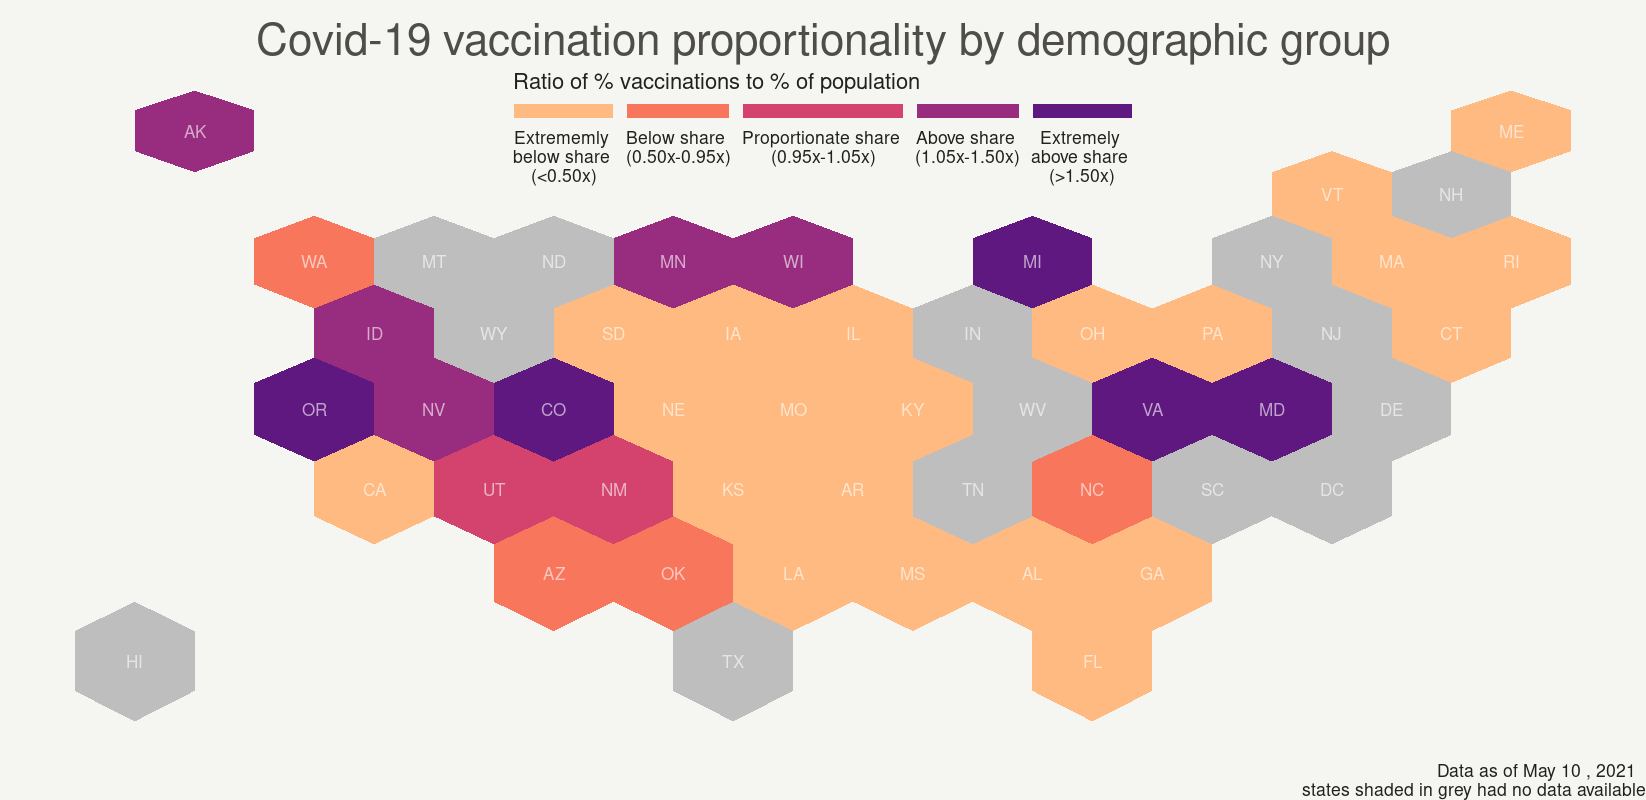 Covid-19 vaccination proportionality by demographic group
Ratio of % vaccinations to % of population
Extrememly below share (<0.50x)
Below share (0.50x-0.95x)
Proportionate share (0.95x-1.05x)
Above share (1.05x-1.50x)
Extremely above share (>1.50x)
AK
ME
VT
NH
WA
MT
ND
MN
WI
MI
NY
MA
RI
ID
WY
SD
IA
IL
IN
OH
PA
NJ
CT
OR
NV
CO
NE
MO
KY
WV
VA
MD
DE
CA
UT
NM
KS
AR
TN
NC
SC
DC
AZ
OK
LA
MS
AL
GA
HI
TX
FL
Data as of May 10 , 2021
states shaded in grey had no data available